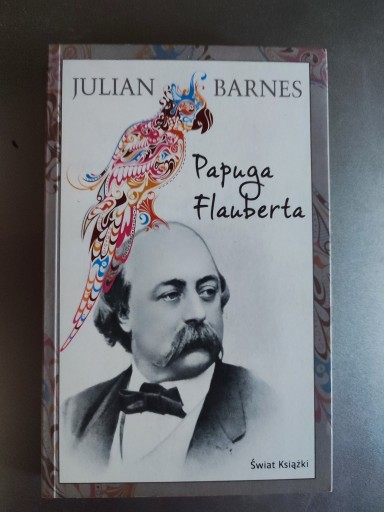 JULIAN BARNES
Papuga
Flauberta
Świat Książki